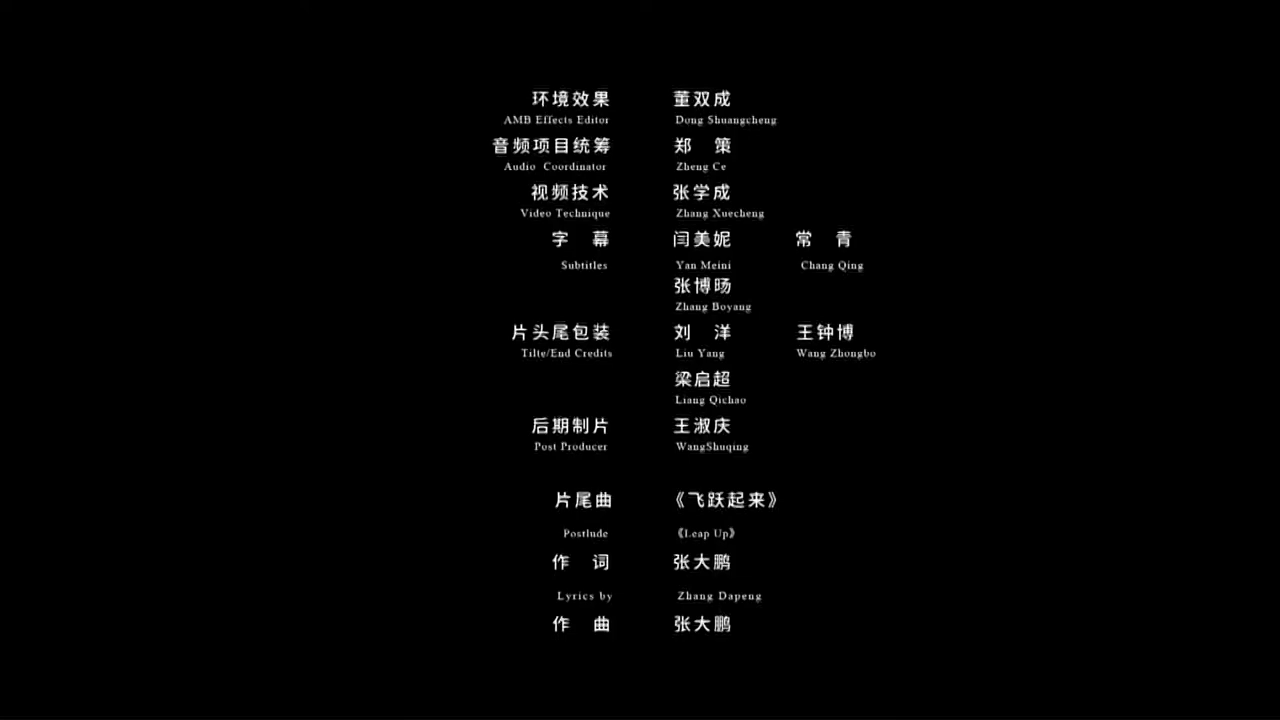 环境效果 董双成
AMB Effects Editor Dong Shuangcheng
音频项目统筹 郑 策
Audio Coordinator Zheng Ce
视频技术 张学成
Video Technique Zhang Xuecheng
字 幕 闫美妮 常 青
Subtitles Yan Meini Chang Qing
张博旸
Zhang Boyang
片头尾包装 刘 洋 王钟博
Tilte/End Credits Liu Yang Wang Zhongbo
梁启超
Liang Qichao
后期制片 王淑庆
Post Producer WangShuqing
片尾曲 《飞跃起来》
Postlude 《Leap Up》
作 词 张大鹏
Lyrics by Zhang Dapeng
作 曲 张大鹏